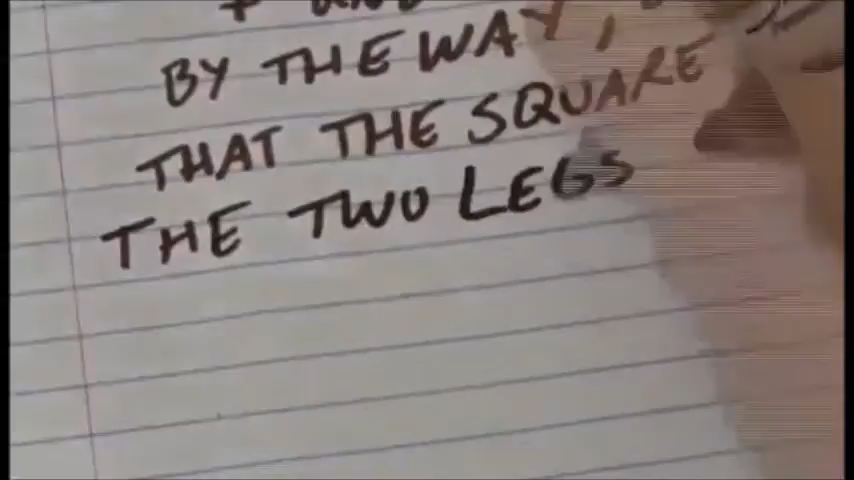 BY THE WAY,
THAT THE SQUARE
THE TWO LEGS